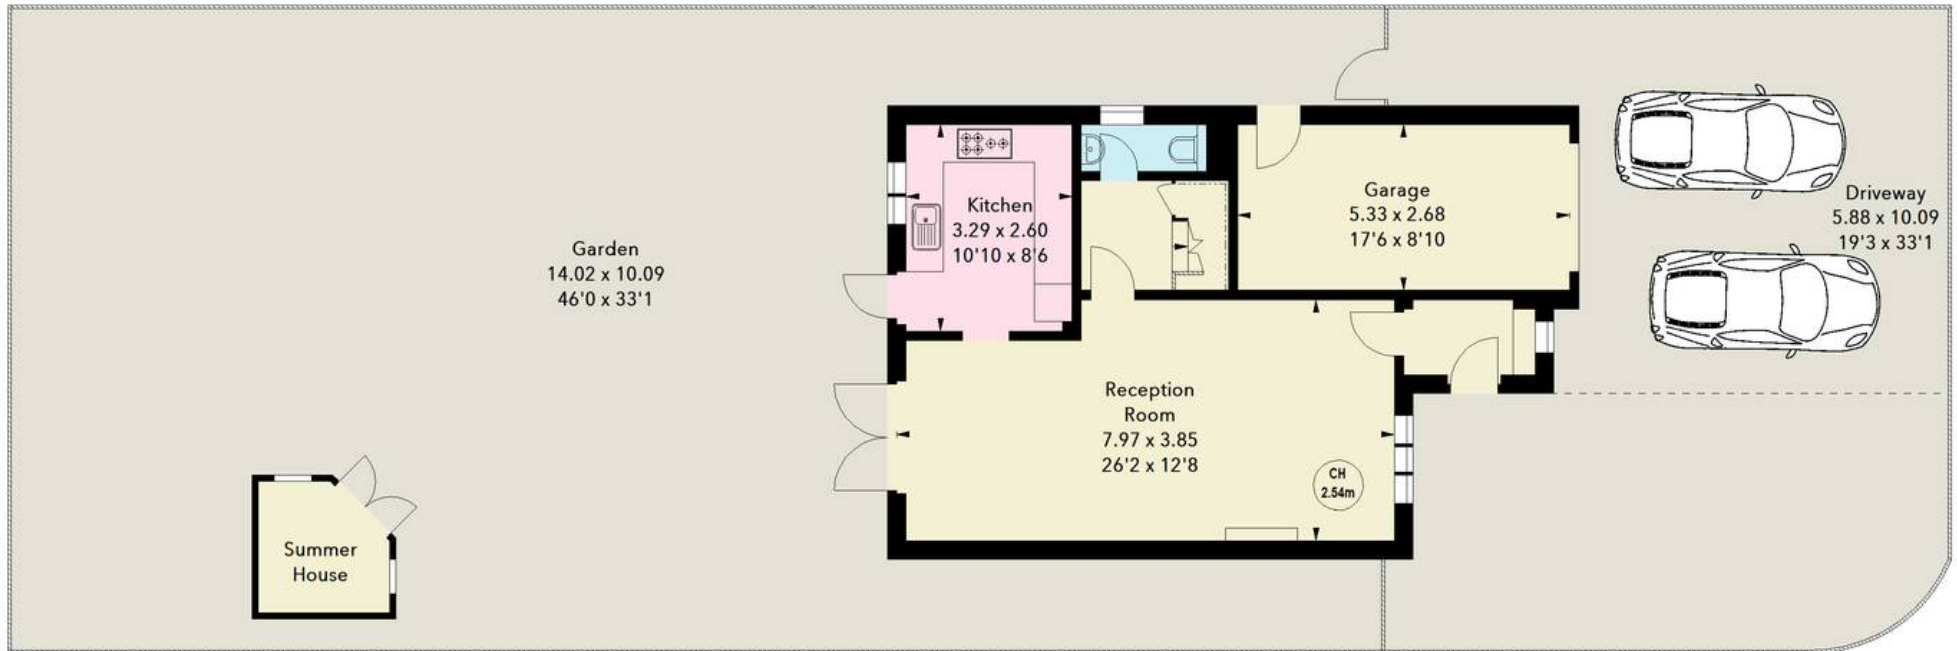 Garden
14.02 x 10.09
46'0 x 33'1
Kitchen
3.29 x 2.60
10'10 x 8'6
Garage
5.33 x 2.68
17'6 x 8'10
Driveway
5.88 x 10.09
19'3 x 33'1
Reception
Room
7.97 x 3.85
26'2 x 12'8
CH
2.54m
Summer
House